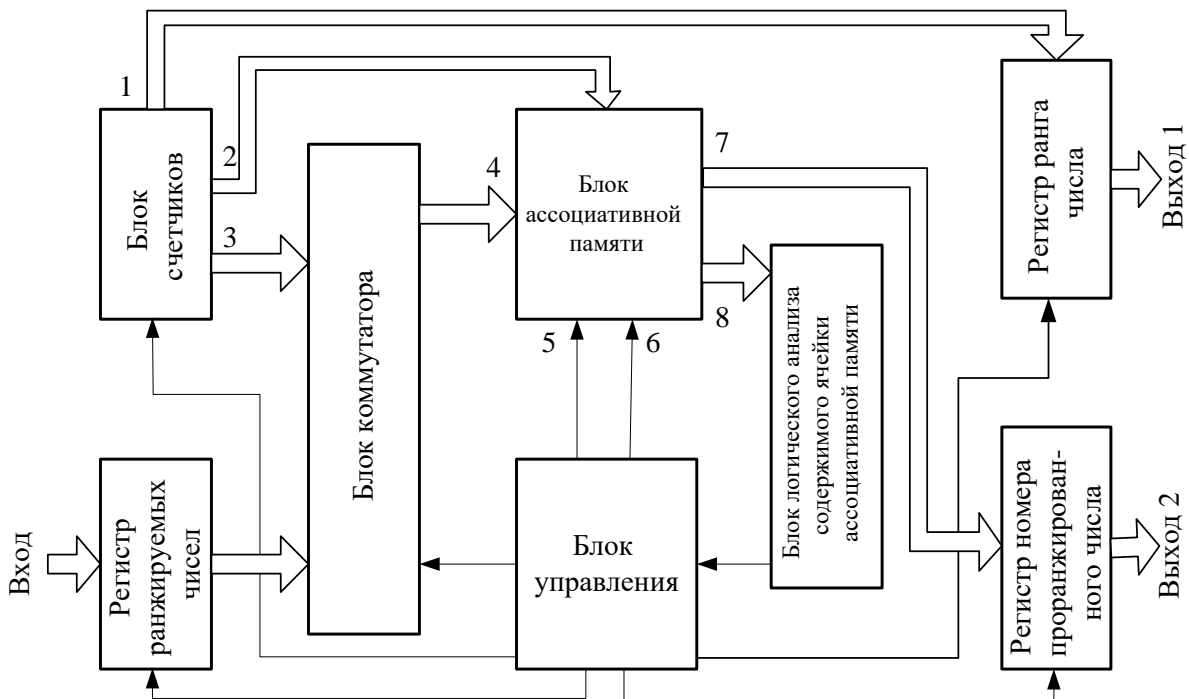 1
Блок
счетчиков
2
3
Блок коммутатора
4
Блок
ассоциативной
памяти
7
8
5
6
Регистр ранга
числа
Выход 1
Блок логического анализа
содержимого ячейки
ассоциативной памяти
Вход
Регистр
ранжируемых
чисел
Блок
управления
Регистр номера
проранжирован-
ного числа
Выход 2